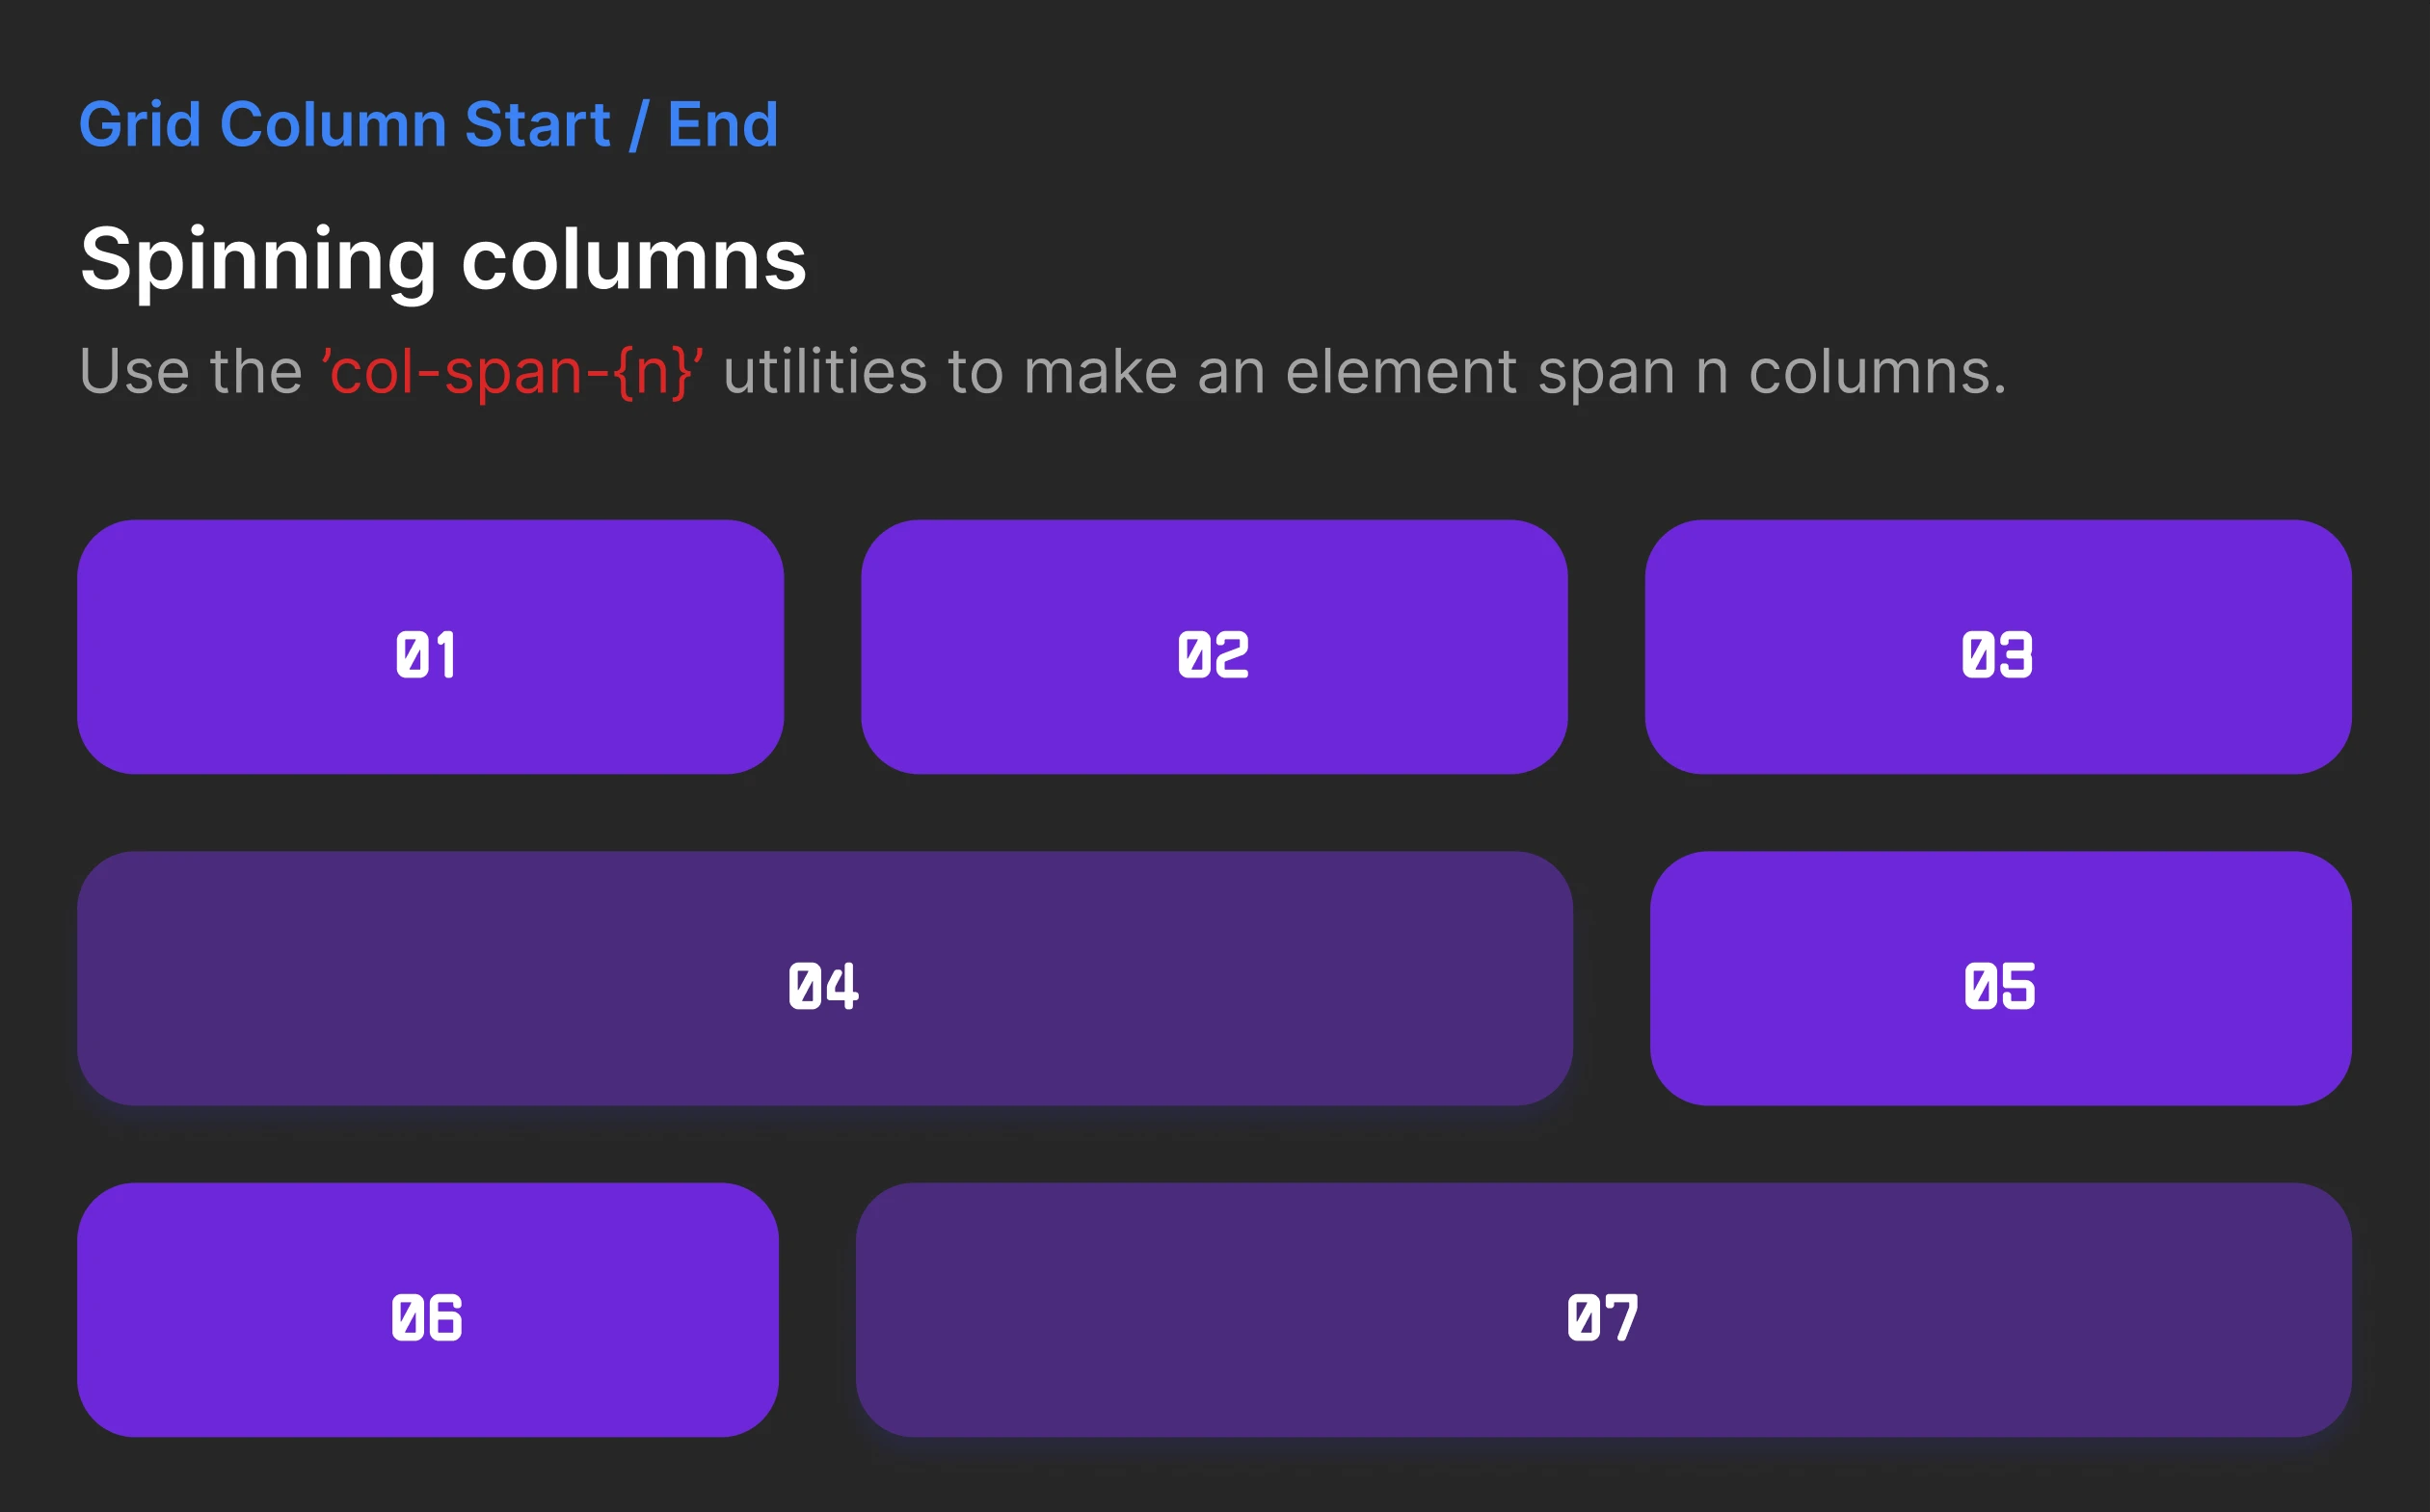 Grid Column Start / End
Spinning columns
Use the ‘col-span-{n}’ utilities to make an element span n columns.
01
02
03
04
05
06
07